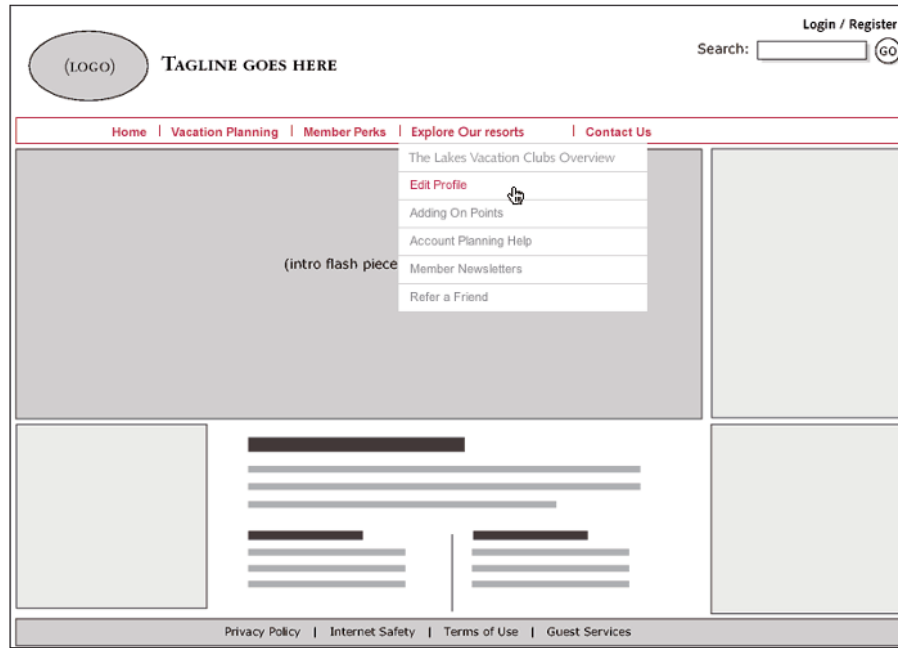 Login / Register
(LOGO) TAGLINE GOES HERE
Search: GO
Home | Vacation Planning | Member Perks | Explore Our resorts | Contact Us
The Lakes Vacation Clubs Overview
Edit Profile
Adding On Points
Account Planning Help
(intro flash piece
Member Newsletters
Refer a Friend
Privacy Policy | Internet Safety | Terms of Use | Guest Services